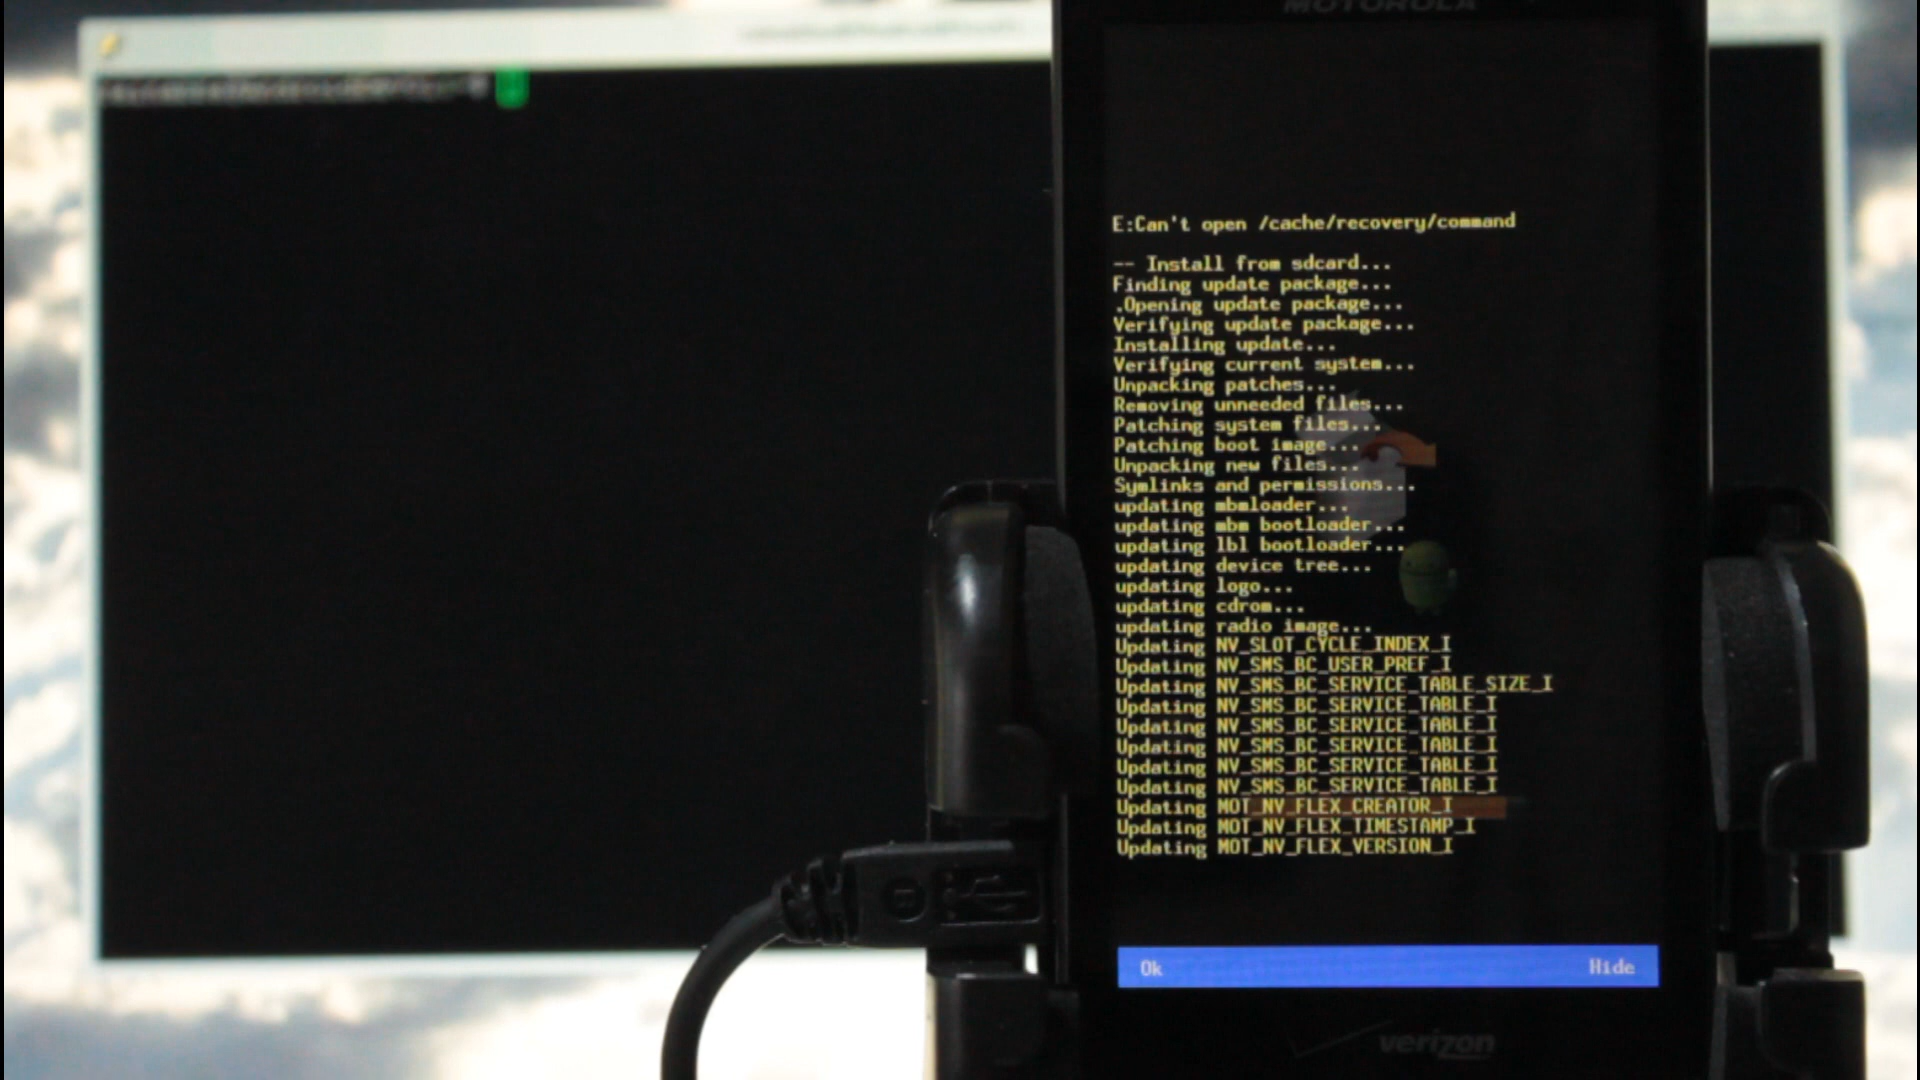 MOTOROLA
E:Can't open /cache/recovery/command
-- Install from sdcard...
Finding update package...
.Opening update package...
Verifying update package...
Installing update...
Verifying current system...
Unpacking patches...
Removing unneeded files...
Patching system files...
Patching boot image...
Unpacking new files...
Symlinks and permissions...
updating mbmloader...
updating mbm bootloader...
updating lbl bootloader...
updating device tree...
updating logo...
updating cdrom...
updating radio image...
Updating NV_SLOT_CYCLE_INDEX_I
Updating NV_SMS_BC_USER_PREF_I
Updating NV_SMS_BC_SERVICE_TABLE_SIZE_I
Updating NV_SMS_BC_SERVICE_TABLE_I
Updating NV_SMS_BC_SERVICE_TABLE_I
Updating NV_SMS_BC_SERVICE_TABLE_I
Updating NV_SMS_BC_SERVICE_TABLE_I
Updating NV_SMS_BC_SERVICE_TABLE_I
Updating MOT_NV_FLEX_CREATOR_I
Updating MOT_NV_FLEX_TIMESTAMP_I
Updating MOT_NV_FLEX_VERSION_I
Ok Hide
verizon